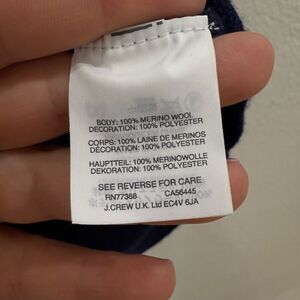 BODY: 100% MERINO WOOL
DECORATION: 100% POLYESTER
CORPS: 100% LAINE DE MERINOS
DÉCORATION: 100% POLYESTER
HAUPTTEIL: 100% MERINOWOLLE
DEKORATION: 100% POLYESTER
SEE REVERSE FOR CARE
RN77388 CA56445
J.CREW U.K. Ltd EC4V 6JA